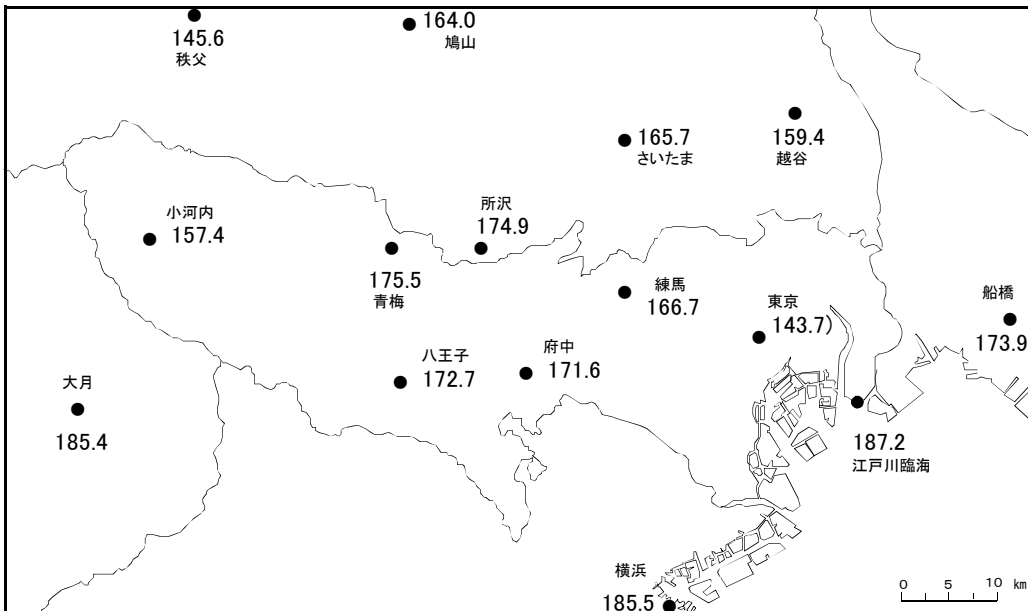 145.6
秩父
164.0
鳩山
165.7
さいたま
159.4
越谷
小河内
157.4
所沢
174.9
175.5
青梅
練馬
166.7
東京
143.7)
船橋
173.9
大月
185.4
八王子
172.7
府中
171.6
187.2
江戸川臨海
横浜
185.5
0 5 10 km